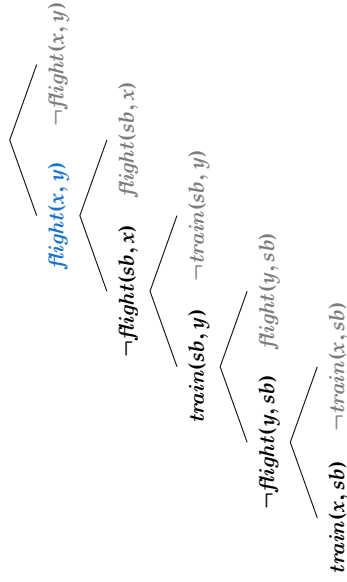 flight(x, y) ¬flight(x, y)
¬flight(sb, x) flight(sb, x)
train(sb, y) ¬train(sb, y)
¬flight(y, sb) flight(y, sb)
train(x, sb) ¬train(x, sb)